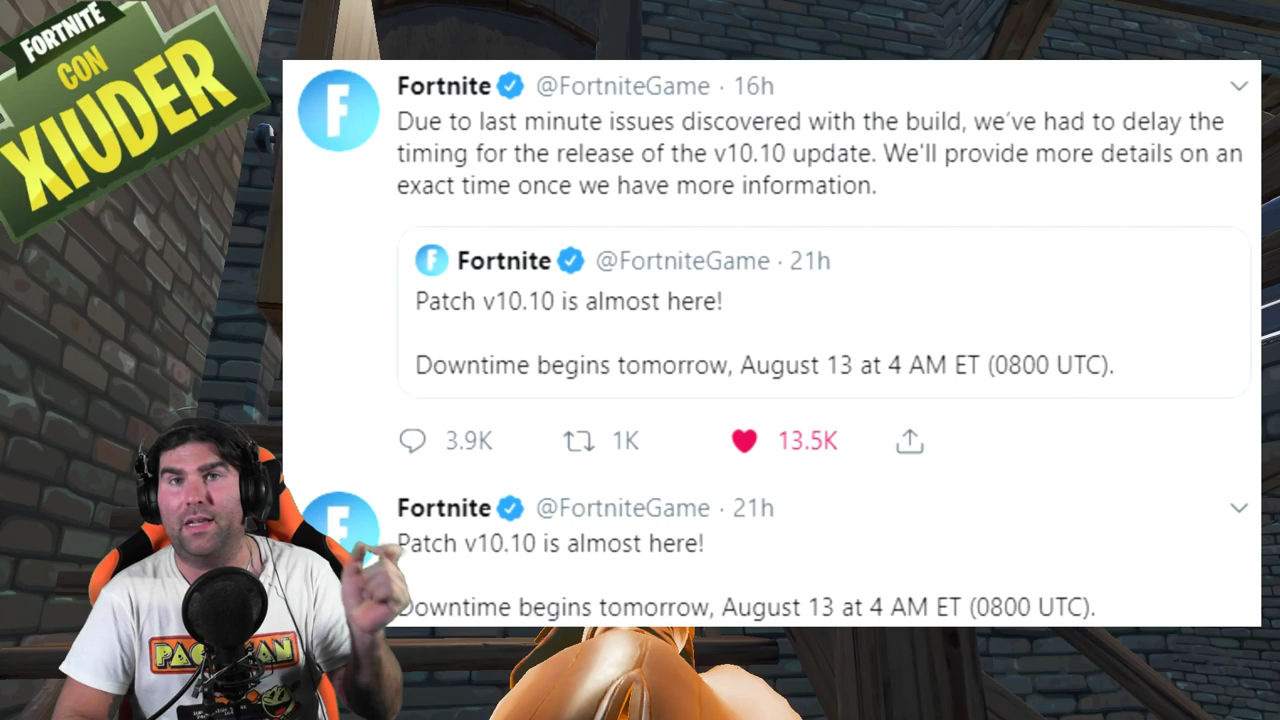 FORTNITE
CON
XIUDER
Fortnite @FortniteGame · 16h
Due to last minute issues discovered with the build, we've had to delay the
timing for the release of the v10.10 update. We'll provide more details on an
exact time once we have more information.
Fortnite @FortniteGame · 21h
Patch v10.10 is almost here!
Downtime begins tomorrow, August 13 at 4 AM ET (0800 UTC).
3.9K 1K 13.5K
Fortnite @FortniteGame · 21h
Patch v10.10 is almost here!
Downtime begins tomorrow, August 13 at 4 AM ET (0800 UTC).